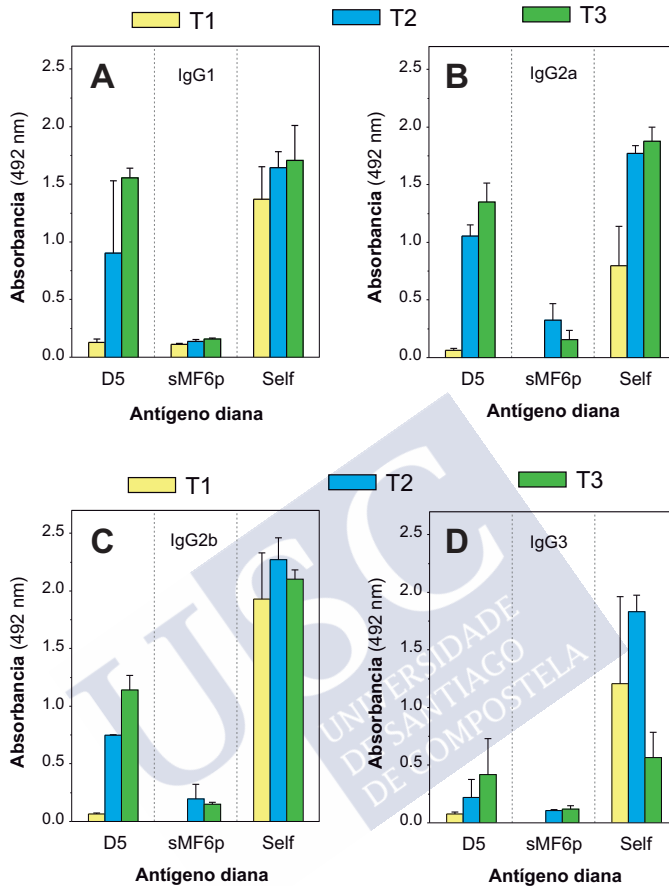 T1 T2 T3
A IgG1
Absorbancia (492 nm)
2.5
2.0
1.5
1.0
0.5
0.0
D5 sMF6p Self
Antígeno diana
B IgG2a
Absorbancia (492 nm)
2.5
2.0
1.5
1.0
0.5
0.0
D5 sMF6p Self
Antígeno diana
T1 T2 T3
C IgG2b
Absorbancia (492 nm)
2.5
2.0
1.5
1.0
0.5
0.0
D5 sMF6p Self
Antígeno diana
D IgG3
Absorbancia (492 nm)
2.5
2.0
1.5
1.0
0.5
0.0
D5 sMF6p Self
Antígeno diana
USC
UNIVERSIDADE
DE SANTIAGO
DE COMPOSTELA